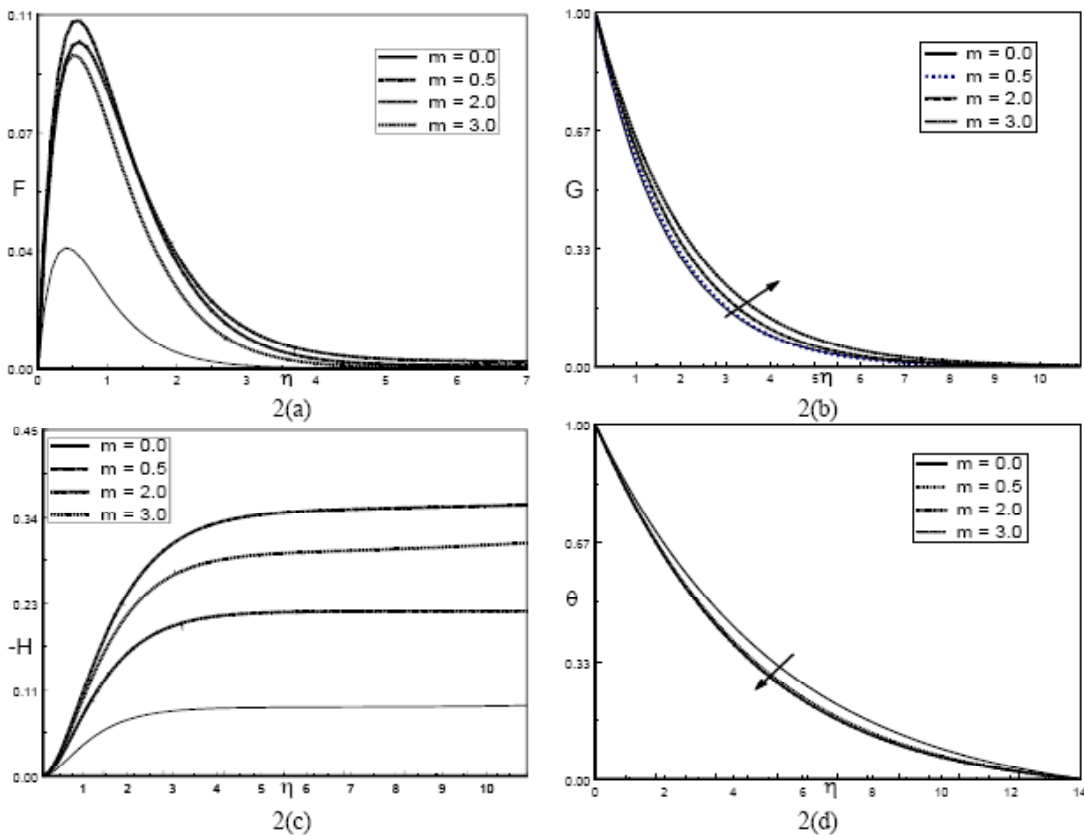 0.11
0.07
F
0.04
0.00
m = 0.0
m = 0.5
m = 2.0
m = 3.0
0 1 2 3 η 4 5 6 7
2(a)
1.00
0.67
G
0.33
0.00
m = 0.0
m = 0.5
m = 2.0
m = 3.0
1 2 3 4 5 η 6 7 8 9 10
2(b)
0.45
0.34
0.23
-H
0.11
0.00
m = 0.0
m = 0.5
m = 2.0
m = 3.0
1 2 3 4 5 η 6 7 8 9 10
2(c)
1.00
0.67
θ
0.33
0.00
m = 0.0
m = 0.5
m = 2.0
m = 3.0
0 2 4 6 η 8 10 12 14
2(d)